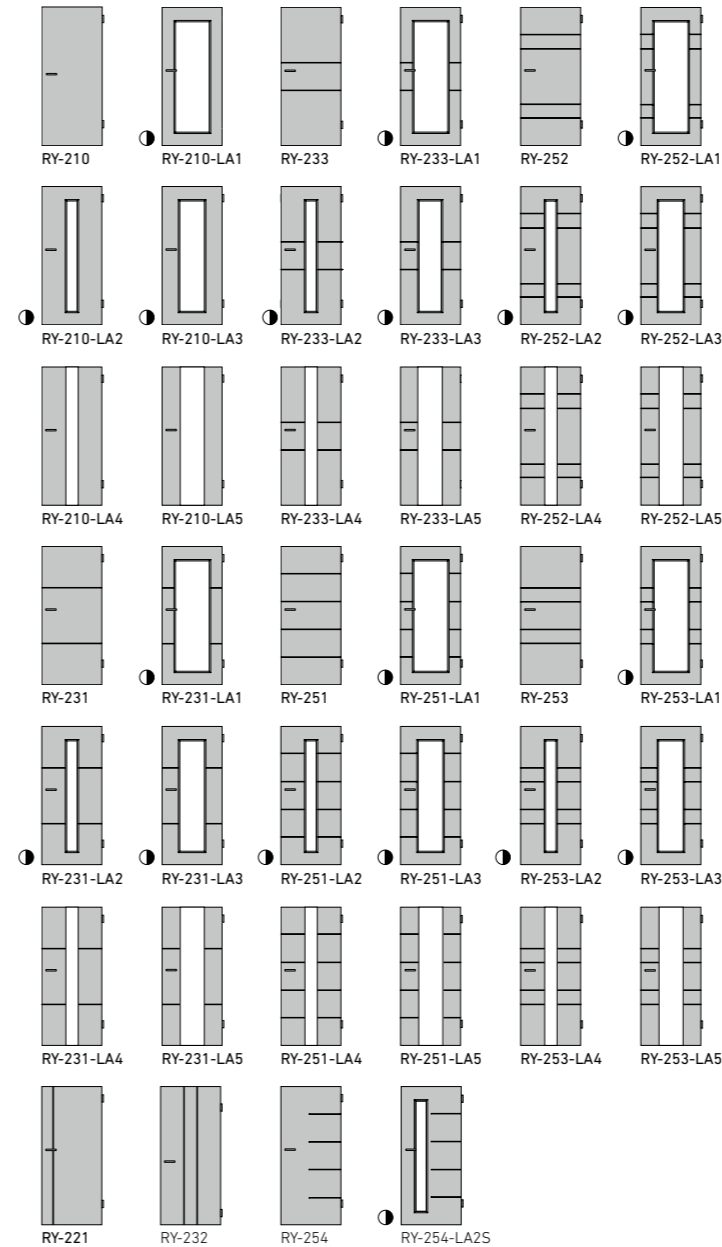 RY-210 RY-210-LA1 RY-233 RY-233-LA1 RY-252 RY-252-LA1
RY-210-LA2 RY-210-LA3 RY-233-LA2 RY-233-LA3 RY-252-LA2 RY-252-LA3
RY-210-LA4 RY-210-LA5 RY-233-LA4 RY-233-LA5 RY-252-LA4 RY-252-LA5
RY-231 RY-231-LA1 RY-251 RY-251-LA1 RY-253 RY-253-LA1
RY-231-LA2 RY-231-LA3 RY-251-LA2 RY-251-LA3 RY-253-LA2 RY-253-LA3
RY-231-LA4 RY-231-LA5 RY-251-LA4 RY-251-LA5 RY-253-LA4 RY-253-LA5
RY-221 RY-232 RY-254 RY-254-LA2S